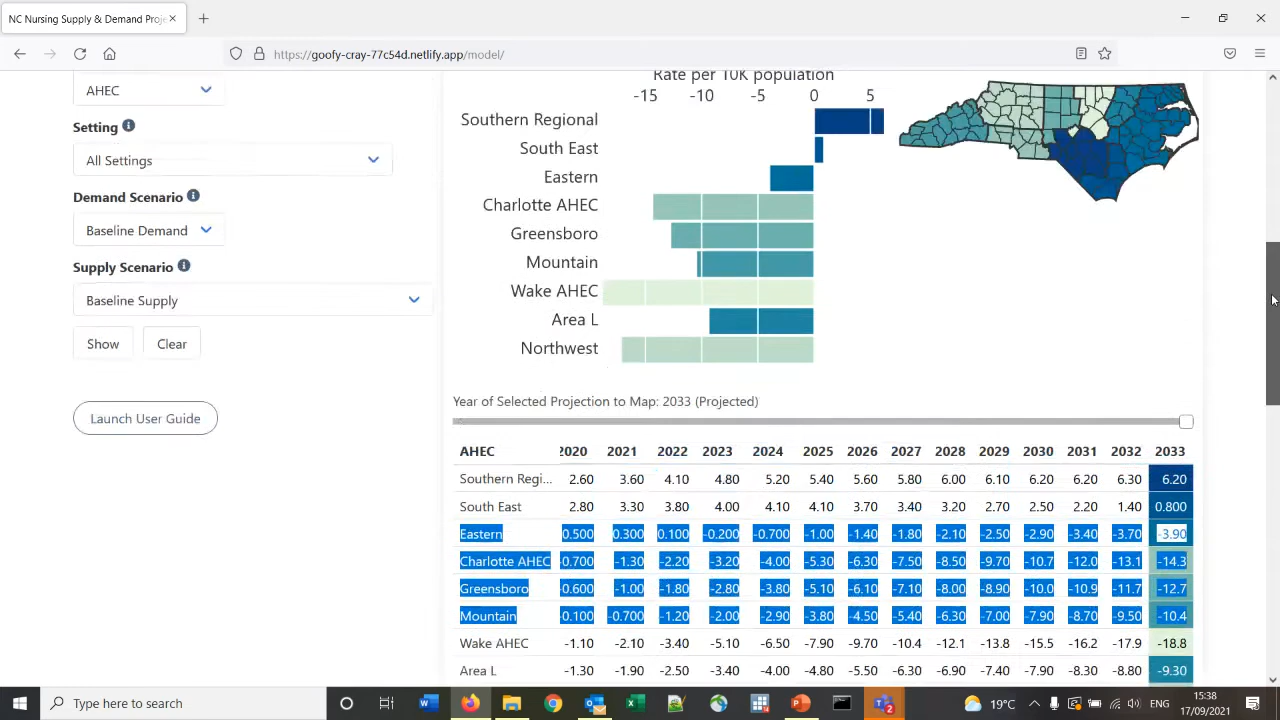 NC Nursing Supply & Demand Proje
https://goofy-cray-77c54d.netlify.app/model/
AHEC
Setting
All Settings
Demand Scenario
Baseline Demand
Supply Scenario
Baseline Supply
Show
Clear
Launch User Guide
Rate per 10K population
-15 -10 -5 0 5
Southern Regional
South East
Eastern
Charlotte AHEC
Greensboro
Mountain
Wake AHEC
Area L
Northwest
Year of Selected Projection to Map: 2033 (Projected)
AHEC 2020 2021 2022 2023 2024 2025 2026 2027 2028 2029 2030 2031 2032 2033
Southern Regi... 2.60 3.60 4.10 4.80 5.20 5.40 5.60 5.80 6.00 6.10 6.20 6.20 6.30 6.20
South East 2.80 3.30 3.80 4.00 4.10 4.10 3.70 3.40 3.20 2.70 2.50 2.20 1.40 0.800
Eastern 0.500 0.300 0.100 -0.200 -0.700 -1.00 -1.40 -1.80 -2.10 -2.50 -2.90 -3.40 -3.70 -3.90
Charlotte AHEC -0.700 -1.30 -2.20 -3.20 -4.00 -5.30 -6.30 -7.50 -8.50 -9.70 -10.7 -12.0 -13.1 -14.3
Greensboro -0.600 -1.00 -1.80 -2.80 -3.80 -5.10 -6.10 -7.10 -8.00 -8.90 -10.0 -10.9 -11.7 -12.7
Mountain -0.100 -0.700 -1.20 -2.00 -2.90 -3.80 -4.50 -5.40 -6.30 -7.00 -7.90 -8.70 -9.50 -10.4
Wake AHEC -1.10 -2.10 -3.40 -5.10 -6.50 -7.90 -9.70 -10.4 -12.1 -13.8 -15.5 -16.2 -17.9 -18.8
Area L -1.30 -1.90 -2.50 -3.40 -4.00 -4.80 -5.50 -6.30 -6.90 -7.40 -7.90 -8.30 -8.80 -9.30
Type here to search
19°C
15:38
17/09/2021